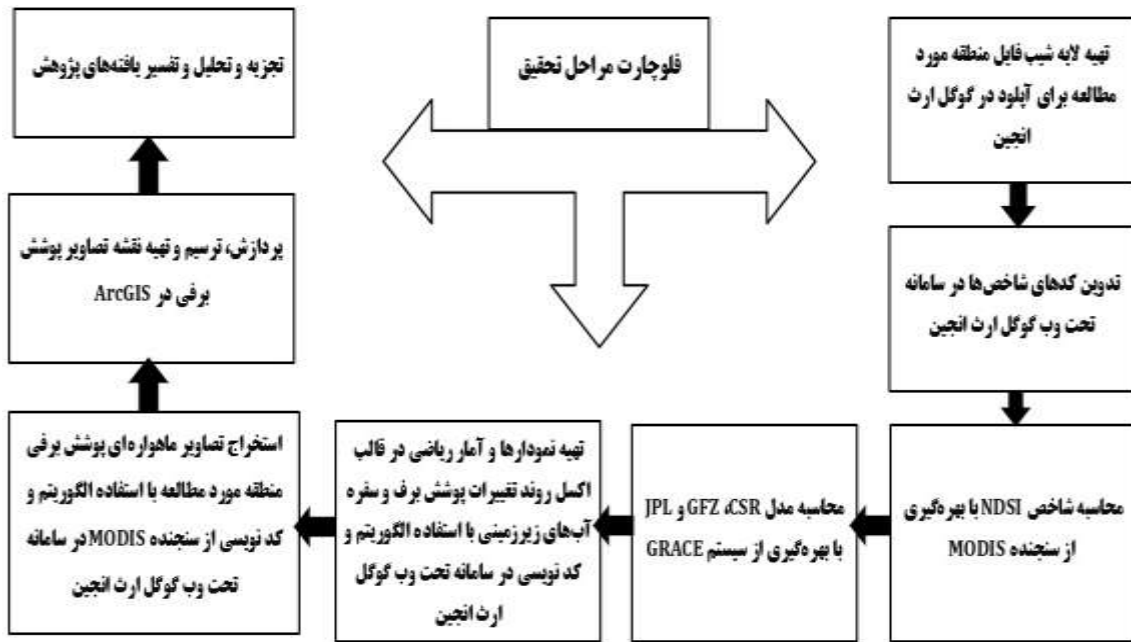 فلوچارت مراحل تحقیق
تهیه لایه شیپ فایل منطقه مورد
مطالعه برای آپلود در گوگل ارث
انجین
تدوین کدهای شاخص‌ها در سامانه
تحت وب گوگل ارث انجین
محاسبه شاخص NDSI با بهره‌گیری
از سنجنده MODIS
محاسبه مدل GFZ ،CSR و JPL
با بهره‌گیری از سیستم GRACE
تهیه نمودارها و آمار ریاضی در قالب
اکسل روند تغییرات پوشش برف و سفره
آب‌های زیرزمینی با استفاده الگوریتم و
کد نویسی در سامانه تحت وب گوگل
ارث انجین
استخراج تصاویر ماهواره‌ای پوشش برفی
منطقه مورد مطالعه با استفاده الگوریتم و
کد نویسی از سنجنده MODIS در سامانه
تحت وب گوگل ارث انجین
پردازش، ترسیم و تهیه نقشه تصاویر پوشش
برفی در ArcGIS
تجزیه و تحلیل و تفسیر یافته‌های پژوهش